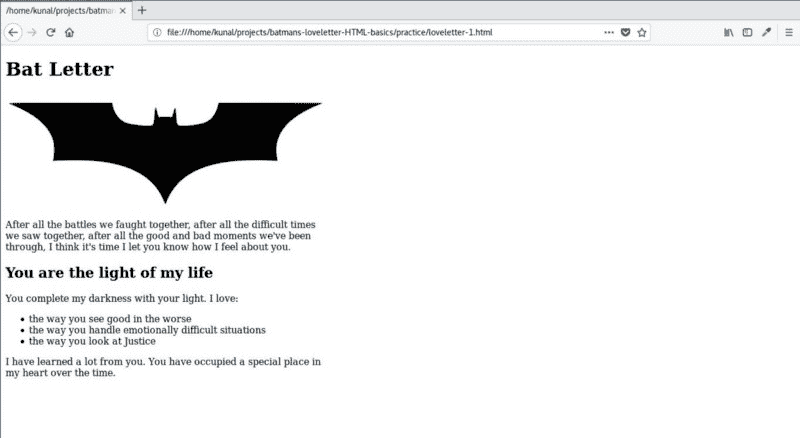 /home/kunal/projects/batman
file:///home/kunal/projects/batmans-loveletter-HTML-basics/practice/loveletter-1.html
Bat Letter
After all the battles we faught together, after all the difficult times
we saw together, after all the good and bad moments we've been
through, I think it's time I let you know how I feel about you.
You are the light of my life
You complete my darkness with your light. I love:
the way you see good in the worse
the way you handle emotionally difficult situations
the way you look at Justice
I have learned a lot from you. You have occupied a special place in
my heart over the time.